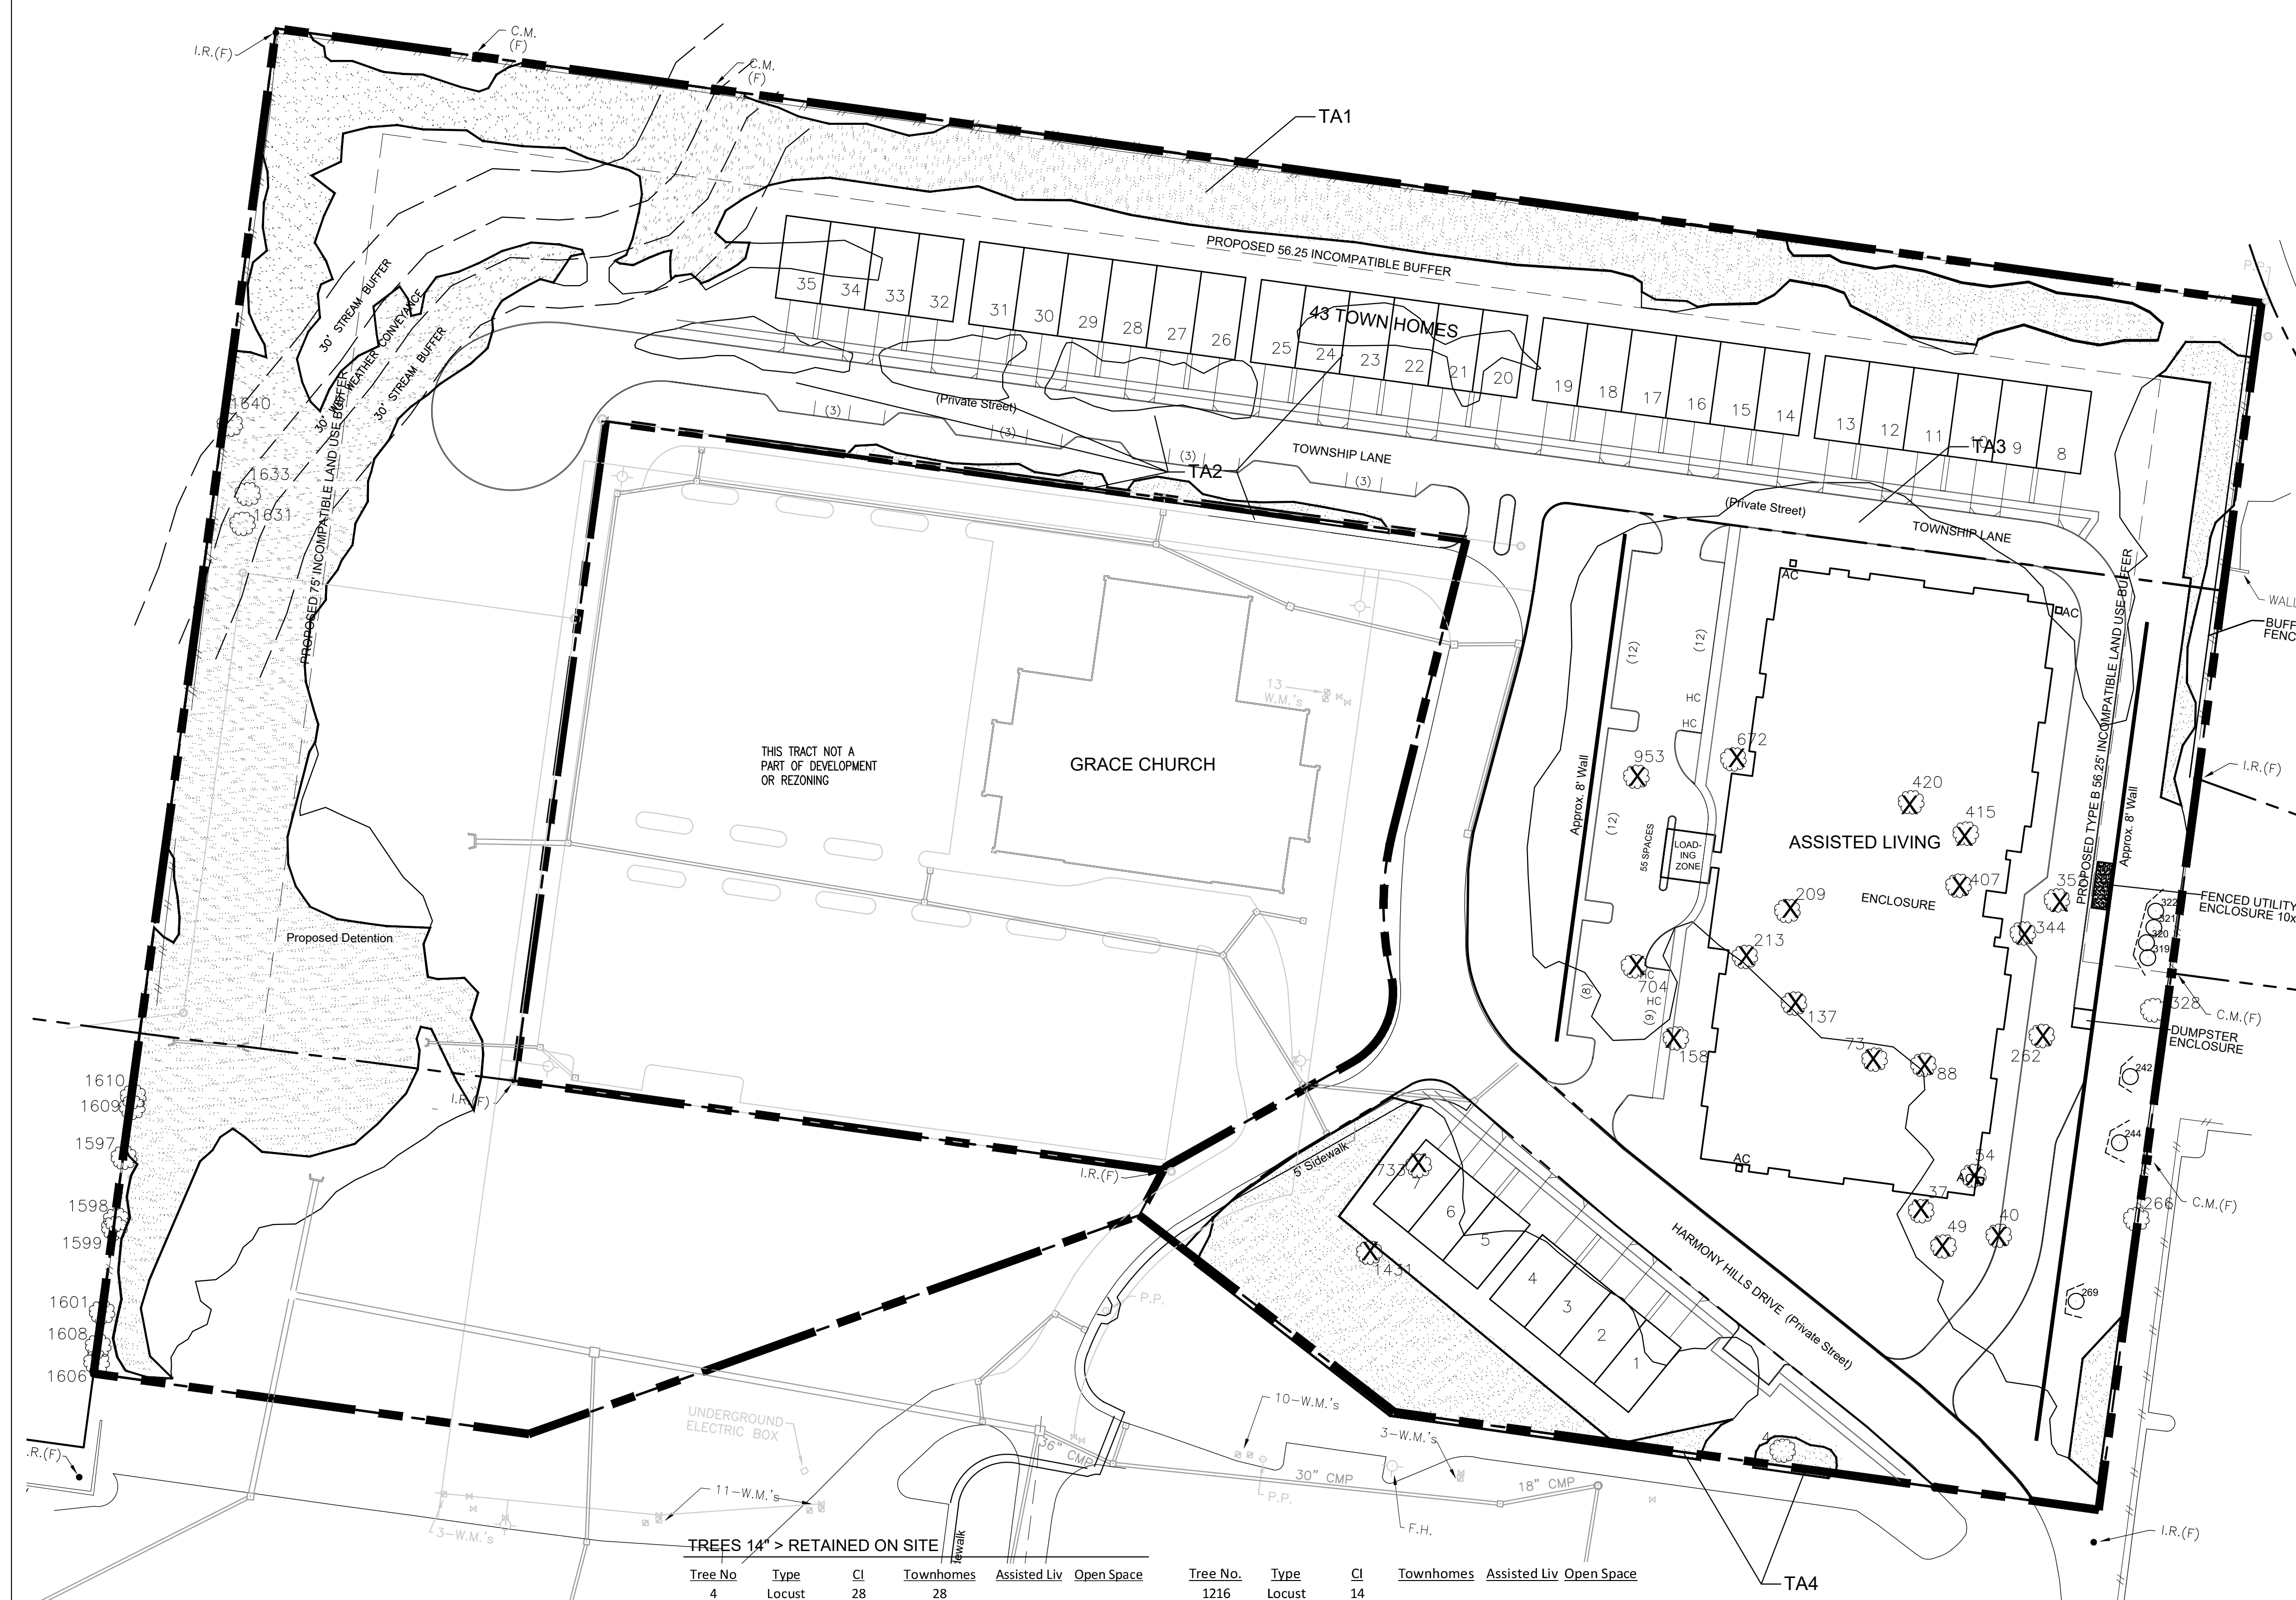 I.R.(F)
C.M.
(F)
C.M.
(F)
TA1
PROPOSED 56.25 INCOMPATIBLE BUFFER
30' STREAM BUFFER
30' STREAM BUFFER
PROPOSED 75' INCOMPATIBLE LAND USE BUFFER
35
34
33
32
31
30
29
28
27
26
25
24
23
22
21
20
43 TOWN HOMES
19
18
17
16
15
14
13
12
11
10
9
8
TA3
(Private Street)
(3)
(3)
(3)
(3)
TA2
TOWNSHIP LANE
(Private Street)
TOWNSHIP LANE
1640
1633
1631
P.P.
WALL
BUFF
FENC
AC
AC
(12)
(12)
(12)
HC
HC
13
W.M.'s
THIS TRACT NOT A
PART OF DEVELOPMENT
OR REZONING
GRACE CHURCH
Approx. 8' Wall
953
672
420
415
ASSISTED LIVING
ENCLOSURE
55 SPACES
LOAD-
ING
ZONE
407
209
213
344
704
HC
HC
(8)
(9)
137
158
73
88
262
PROPOSED TYPE B 56.25' INCOMPATIBLE LAND USE BUFFER
Approx. 8' Wall
I.R.(F)
FENCED UTILITY
ENCLOSURE 10x
322
321
320
319
328
C.M.(F)
DUMPSTER
ENCLOSURE
242
244
C.M.(F)
266
269
Proposed Detention
1610
1609
1597
1598
1599
1601
1608
1606
I.R.(F)
I.R.(F)
5' Sidewalk
733
7
6
5
4
3
2
1
1431
AC
54
37
49
40
HARMONY HILLS DRIVE (Private Street)
4
P.P.
UNDERGROUND
ELECTRIC BOX
36" CMP
10-W.M.'s
3-W.M.'s
30" CMP
18" CMP
P.P.
F.H.
11-W.M.'s
3-W.M.'s
.R.(F)
I.R.(F)
TA4
TREES 14" > RETAINED ON SITE
Tree No Type CI Townhomes Assisted Liv Open Space Tree No. Type CI Townhomes Assisted Liv Open Space
4 Locust 28 28 1216 Locust 14